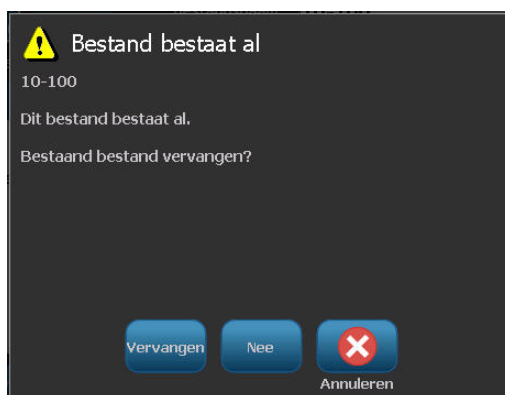 Bestand bestaat al
10-100
Dit bestand bestaat al.
Bestaand bestand vervangen?
Vervangen
Nee
Annuleren